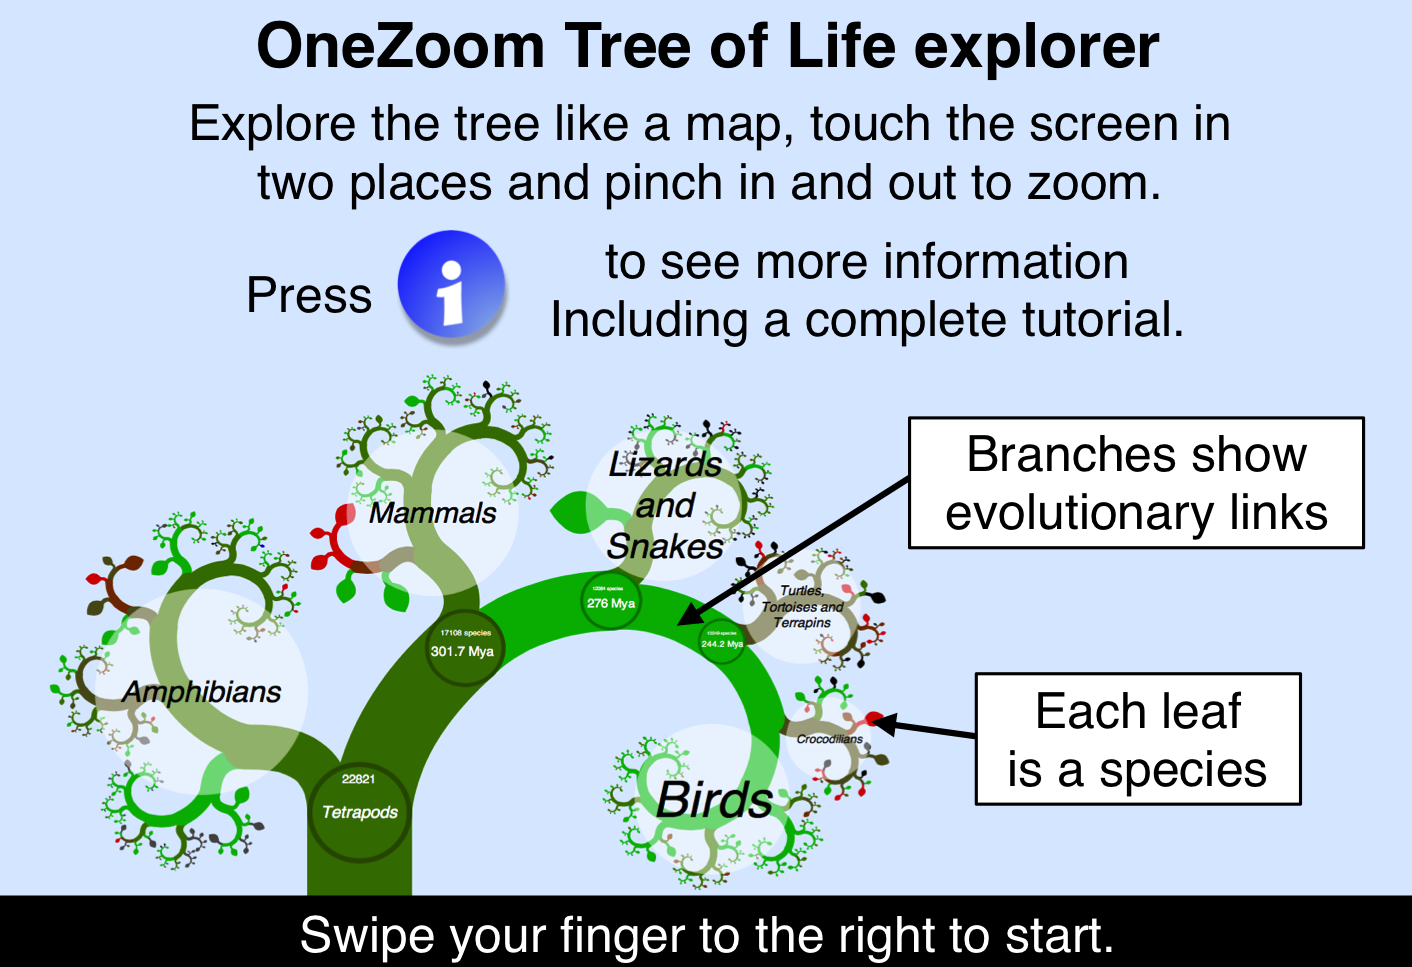 OneZoom Tree of Life explorer
Explore the tree like a map, touch the screen in
two places and pinch in and out to zoom.
Press
to see more information
Including a complete tutorial.
Branches show
evolutionary links
Lizards
and
Snakes
Mammals
Turtles,
Tortoises and
Terrapins
276 Mya
244.2 Mya
17108 species
301.7 Mya
Amphibians
Each leaf
is a species
Crocodilians
Birds
22821
Tetrapods
Swipe your finger to the right to start.